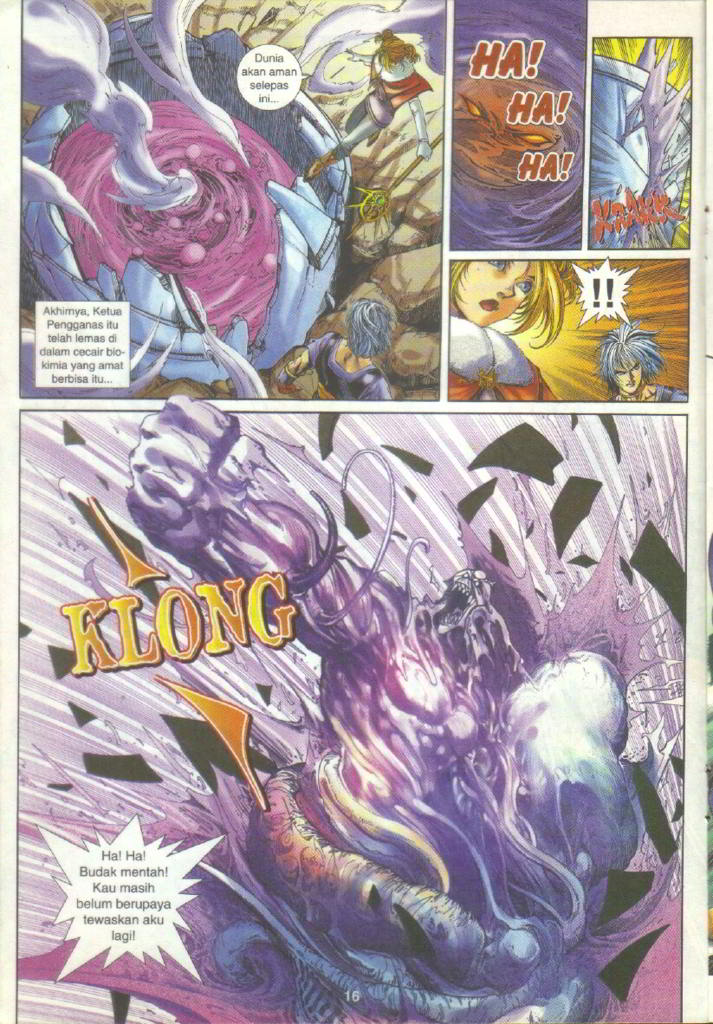 Dunia
akan aman
selepas
ini...
Akhirnya, Ketua
Pengganas itu
telah lemas di
dalam cecair bio-
kimia yang amat
berbisa itu...
HA!
HA!
HA!
KRAKK
!!
KLONG
Ha! Ha!
Budak mentah!
Kau masih
belum berupaya
tewaskan aku
lagi!
16